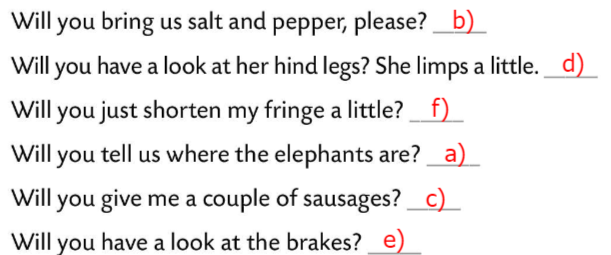 Will you bring us salt and pepper, please? b)
Will you have a look at her hind legs? She limps a little. d)
Will you just shorten my fringe a little? f)
Will you tell us where the elephants are? a)
Will you give me a couple of sausages? c)
Will you have a look at the brakes? e)